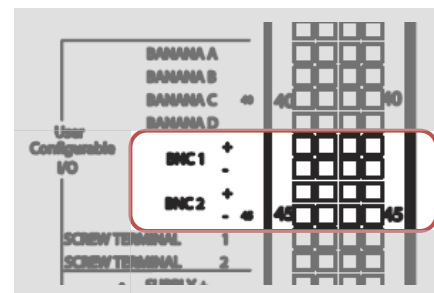 BANANA A
BANANA B
BANANA C 40 40 40
BANANA D
User
Configurable
I/O
BNC 1 +
-
BNC 2 +
- 45 45 45
SCREW TERMINAL 1
SCREW TERMINAL 2
SUPPLY +